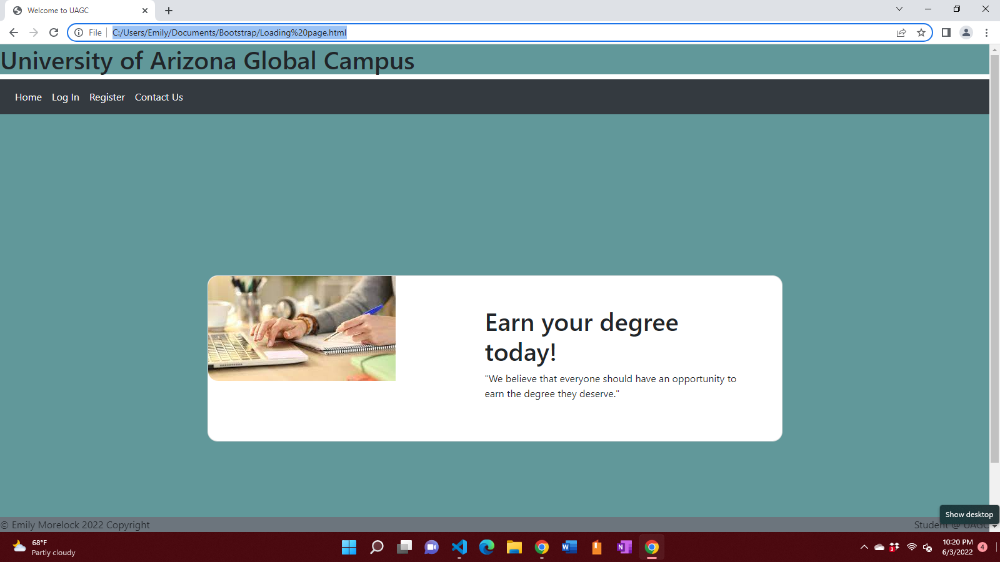 Welcome to UAGC
File
C:/Users/Emily/Documents/Bootstrap/Loading%20page.html
University of Arizona Global Campus
Home Log In Register Contact Us
Earn your degree
today!
"We believe that everyone should have an opportunity to
earn the degree they deserve."
© Emily Morelock 2022 Copyright
Student @ UAGC
Show desktop
68°F
Partly cloudy
W
N
3
10:20 PM
6/3/2022
4